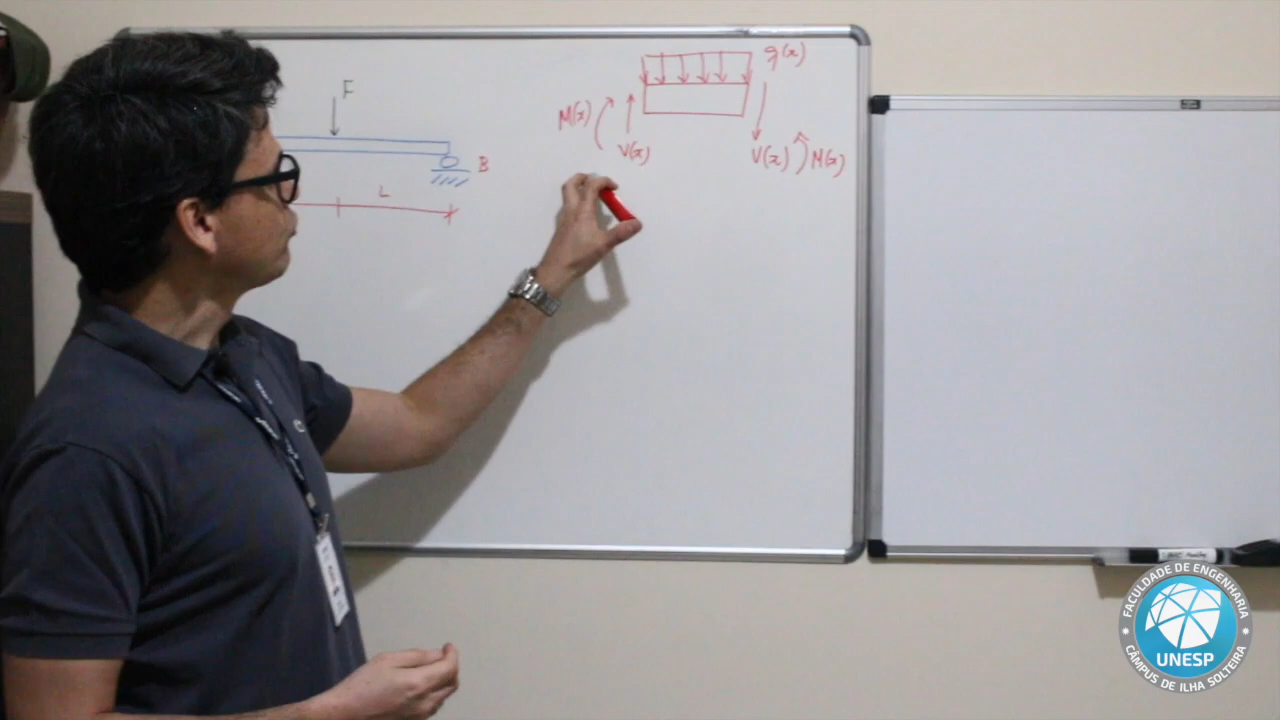 F
B
L
q(x)
M(x)
V(x)
V(x)
M(x)
FACULDADE DE ENGENHARIA
UNESP
CÂMPUS DE ILHA SOLTEIRA